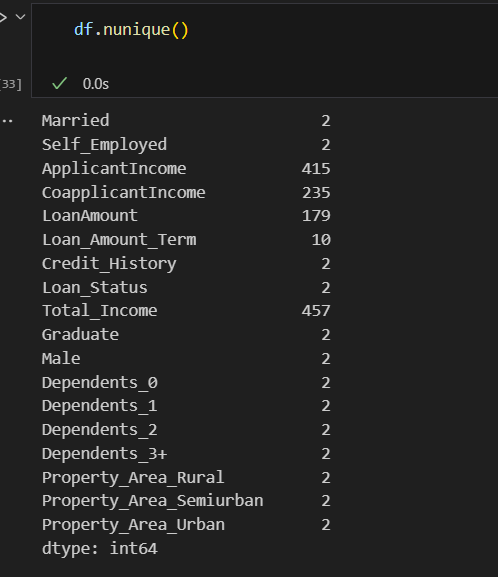 df.nunique()
[33]
0.0s
Married 2
Self_Employed 2
ApplicantIncome 415
CoapplicantIncome 235
LoanAmount 179
Loan_Amount_Term 10
Credit_History 2
Loan_Status 2
Total_Income 457
Graduate 2
Male 2
Dependents_0 2
Dependents_1 2
Dependents_2 2
Dependents_3+ 2
Property_Area_Rural 2
Property_Area_Semiurban 2
Property_Area_Urban 2
dtype: int64